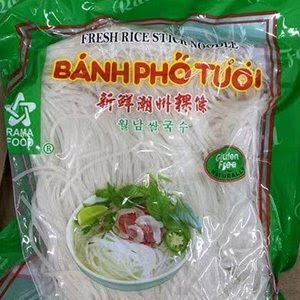 FRESH RICE STICK NOODLE
BÁNH PHỞ TƯƠI
新鮮潮州粿條
월남쌀국수
RAMA
FOOD
®
Gluten
Free
NATURALLY